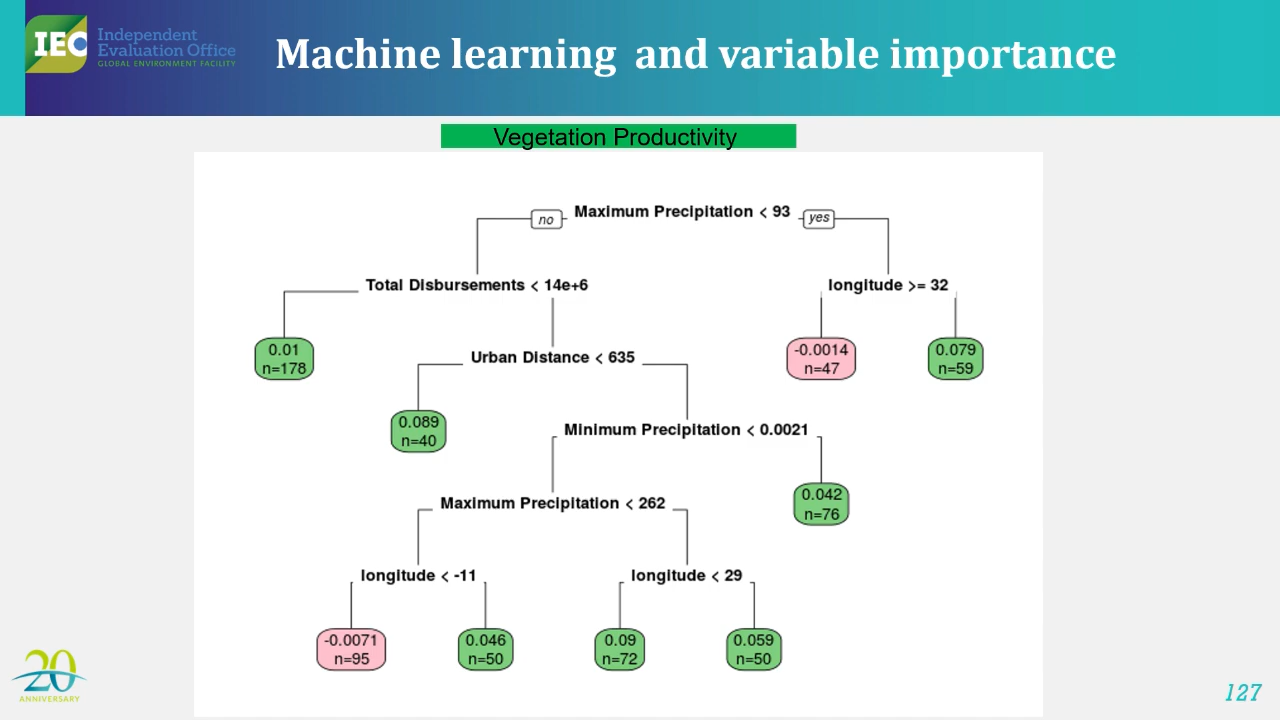 IEO
Independent
Evaluation Office
GLOBAL ENVIRONMENT FACILITY
Machine learning and variable importance
Vegetation Productivity
no
Maximum Precipitation < 93
yes
Total Disbursements < 14e+6
longitude >= 32
0.01
n=178
Urban Distance < 635
-0.0014
n=47
0.079
n=59
0.089
n=40
Minimum Precipitation < 0.0021
Maximum Precipitation < 262
0.042
n=76
longitude < -11
longitude < 29
-0.0071
n=95
0.046
n=50
0.09
n=72
0.059
n=50
20
ANNIVERSARY
127